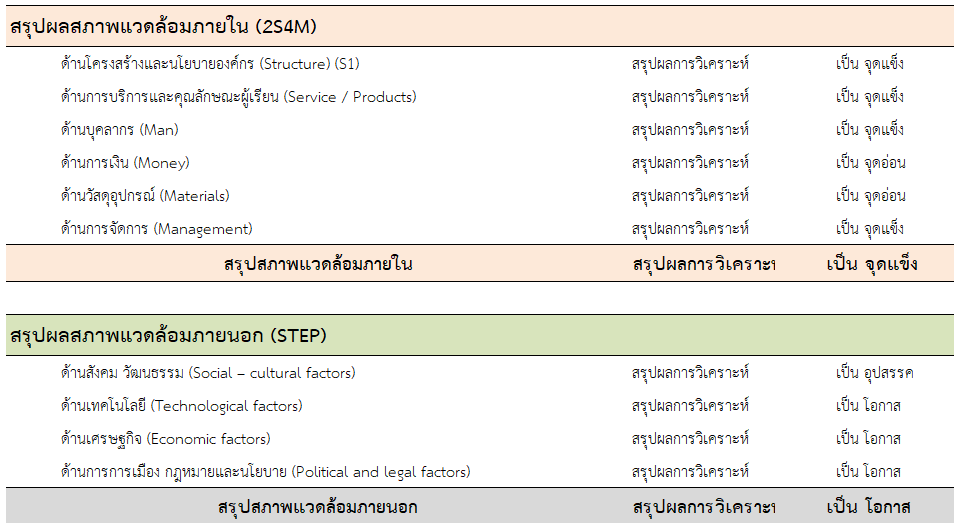 สรุปผลสภาพแวดล้อมภายใน (2S4M)
ด้านโครงสร้างและนโยบายองค์กร (Structure) (S1) สรุปผลการวิเคราะห์ เป็น จุดแข็ง
ด้านการบริการและคุณลักษณะผู้เรียน (Service / Products) สรุปผลการวิเคราะห์ เป็น จุดแข็ง
ด้านบุคลากร (Man) สรุปผลการวิเคราะห์ เป็น จุดแข็ง
ด้านการเงิน (Money) สรุปผลการวิเคราะห์ เป็น จุดอ่อน
ด้านวัสดุอุปกรณ์ (Materials) สรุปผลการวิเคราะห์ เป็น จุดอ่อน
ด้านการจัดการ (Management) สรุปผลการวิเคราะห์ เป็น จุดแข็ง
สรุปสภาพแวดล้อมภายใน สรุปผลการวิเคราะห เป็น จุดแข็ง
สรุปผลสภาพแวดล้อมภายนอก (STEP)
ด้านสังคม วัฒนธรรม (Social – cultural factors) สรุปผลการวิเคราะห์ เป็น อุปสรรค
ด้านเทคโนโลยี (Technological factors) สรุปผลการวิเคราะห์ เป็น โอกาส
ด้านเศรษฐกิจ (Economic factors) สรุปผลการวิเคราะห์ เป็น โอกาส
ด้านการการเมือง กฎหมายและนโยบาย (Political and legal factors) สรุปผลการวิเคราะห์ เป็น โอกาส
สรุปสภาพแวดล้อมภายนอก สรุปผลการวิเคราะห เป็น โอกาส